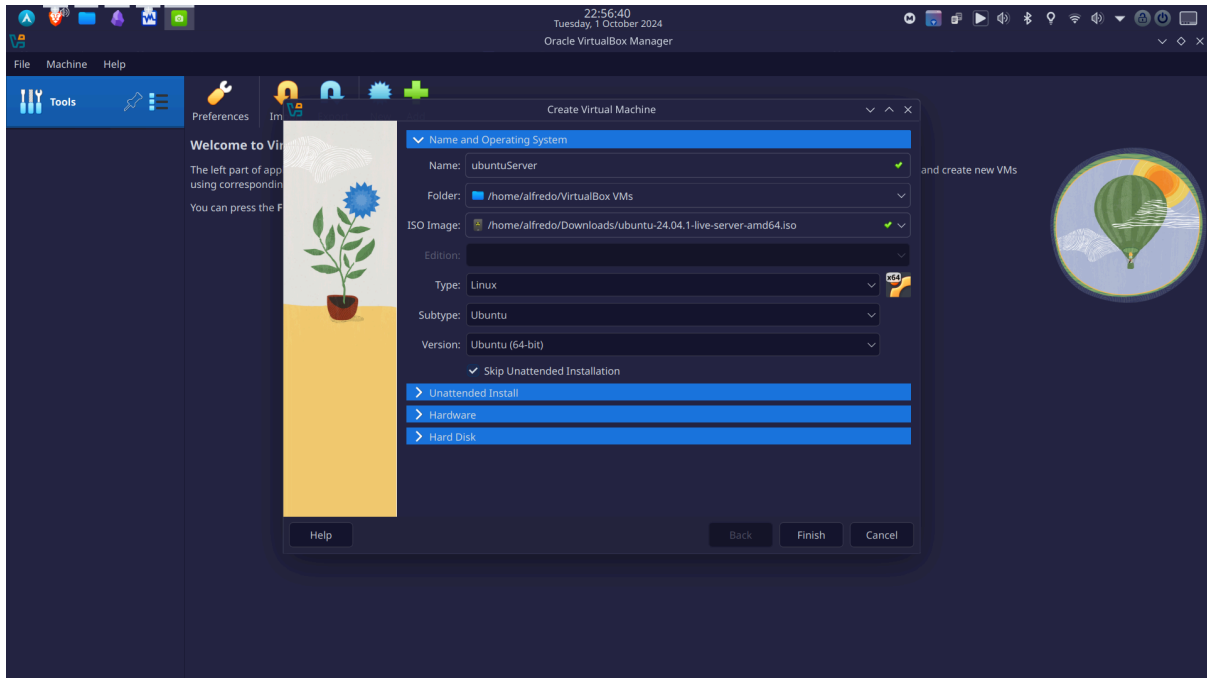 22:56:40
Tuesday, 1 October 2024
Oracle VirtualBox Manager
File Machine Help
Tools
Preferences
Im
Create Virtual Machine
Welcome to Vir
The left part of app
using correspondin
and create new VMs
You can press the F
Name and Operating System
Name: ubuntuServer
Folder: /home/alfredo/VirtualBox VMs
ISO Image: /home/alfredo/Downloads/ubuntu-24.04.1-live-server-amd64.iso
Edition:
Type: Linux
x64
Subtype: Ubuntu
Version: Ubuntu (64-bit)
Skip Unattended Installation
Unattended Install
Hardware
Hard Disk
Help
Back
Finish
Cancel